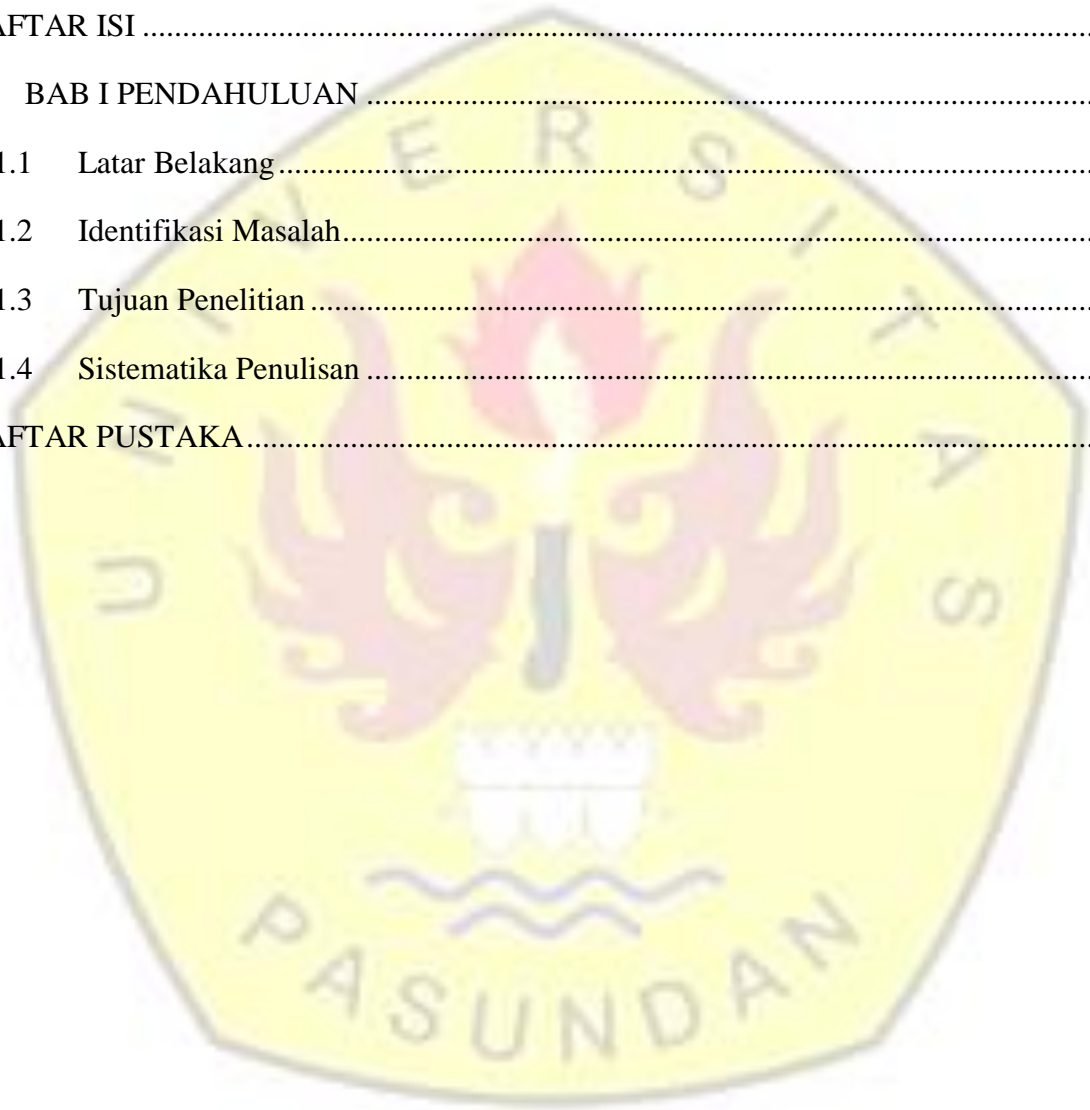 AFTAR ISI ........................................................................................................................
BAB I PENDAHULUAN ...........................................................................................
1.1 Latar Belakang ......................................................................................................
1.2 Identifikasi Masalah ..............................................................................................
1.3 Tujuan Penelitian ..................................................................................................
1.4 Sistematika Penulisan ...........................................................................................
AFTAR PUSTAKA ..........................................................................................................
UNIVERSITAS
PASUNDAN